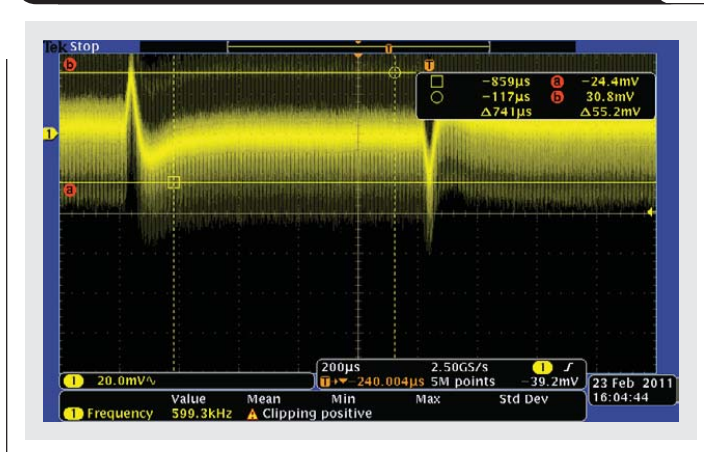 Tek Stop
T
b
T
□ -859µs a -24.4mV
○ -117µs b 30.8mV
Δ741µs Δ55.2mV
1
a
1 20.0mV∿
200µs 2.50GS/s 1 ʃ
T→▼-240.004µs 5M points -39.2mV
23 Feb 2011
16:04:44
Value Mean Min Max Std Dev
1 Frequency 599.3kHz Clipping positive